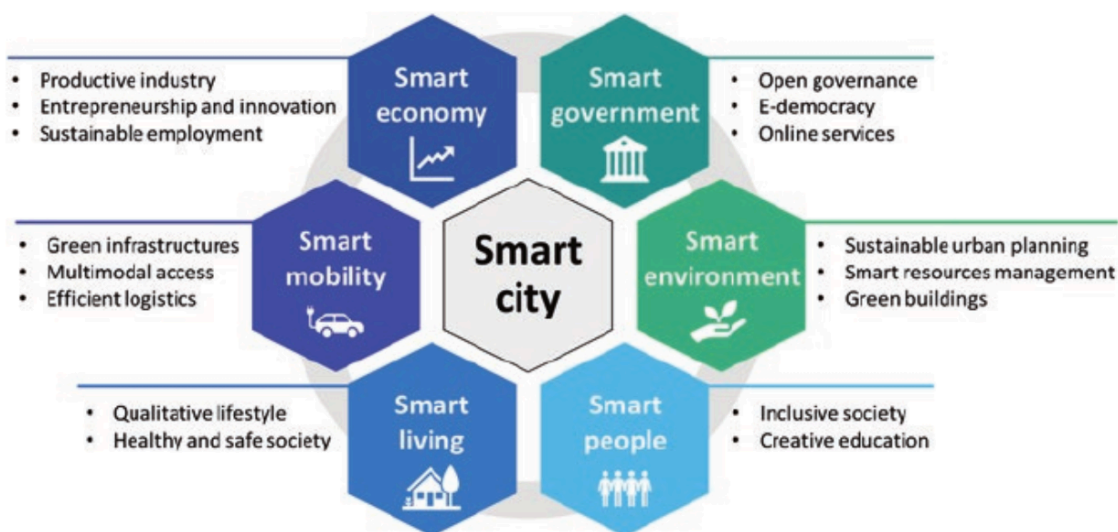 Smart
economy
• Productive industry
• Entrepreneurship and innovation
• Sustainable employment
Smart
government
• Open governance
• E-democracy
• Online services
Smart
mobility
• Green infrastructures
• Multimodal access
• Efficient logistics
Smart
city
Smart
environment
• Sustainable urban planning
• Smart resources management
• Green buildings
Smart
living
• Qualitative lifestyle
• Healthy and safe society
Smart
people
• Inclusive society
• Creative education